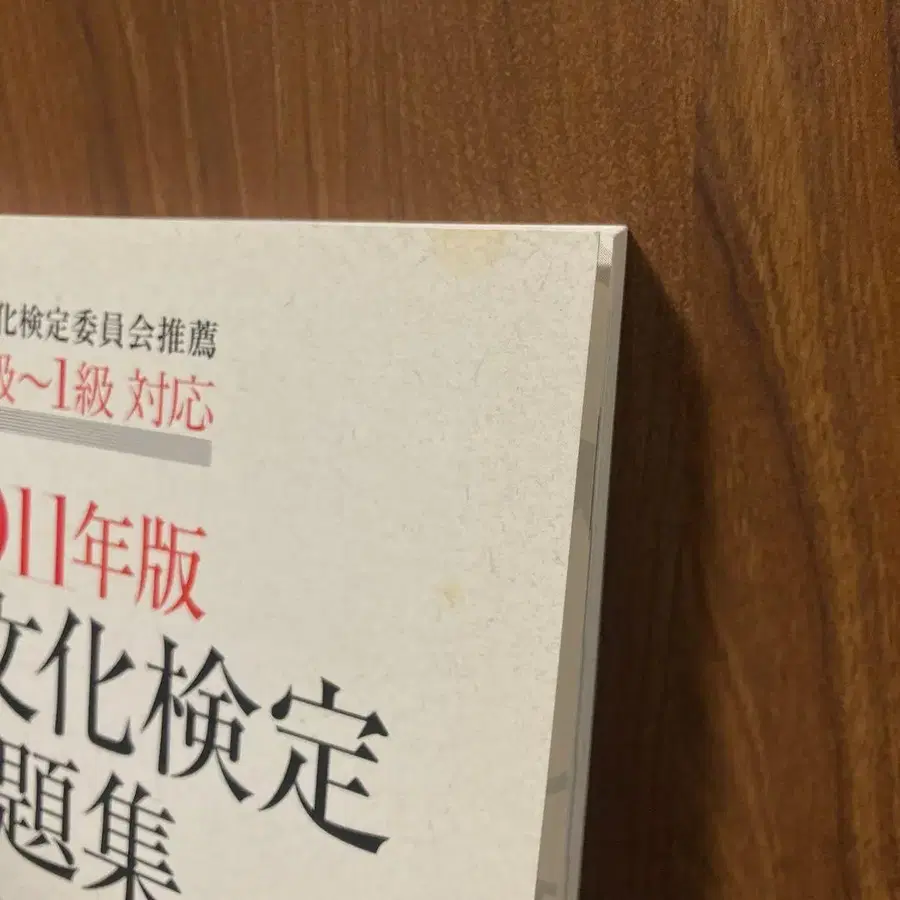 化検定委員会推薦
級～1級 対応
011年版
文化検定
題集